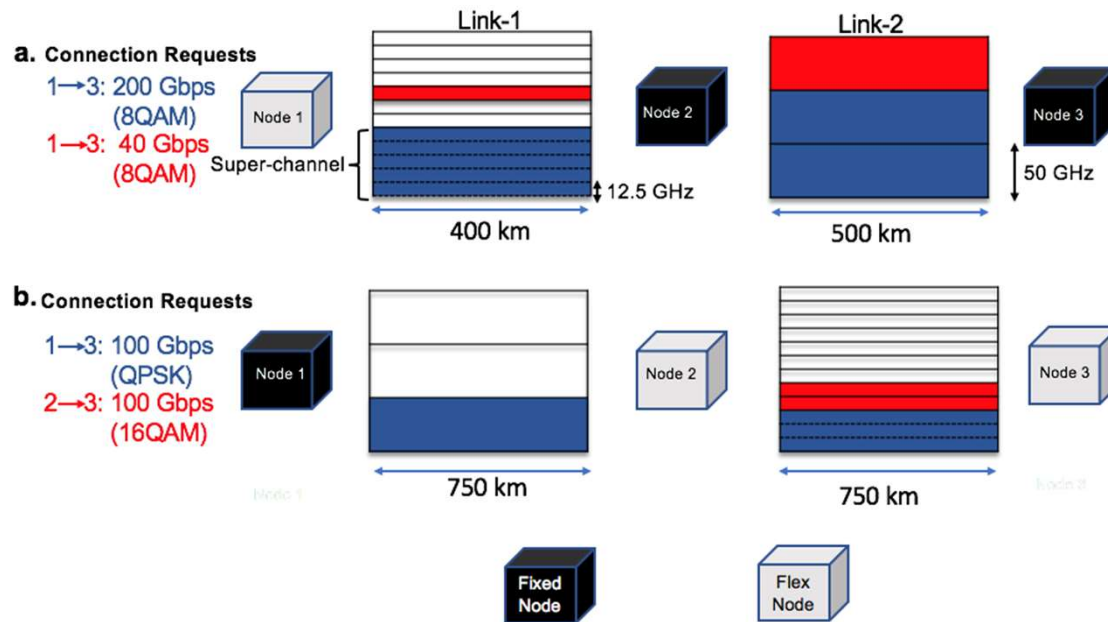 Link-1
Link-2
a. Connection Requests
1→3: 200 Gbps
(8QAM)
1→3: 40 Gbps
(8QAM)
Node 1
Node 2
Node 3
Super-channel
12.5 GHz
50 GHz
400 km
500 km
b. Connection Requests
1→3: 100 Gbps
(QPSK)
2→3: 100 Gbps
(16QAM)
Node 1
Node 2
Node 3
Node 1
750 km
750 km
Fixed
Node
Flex
Node